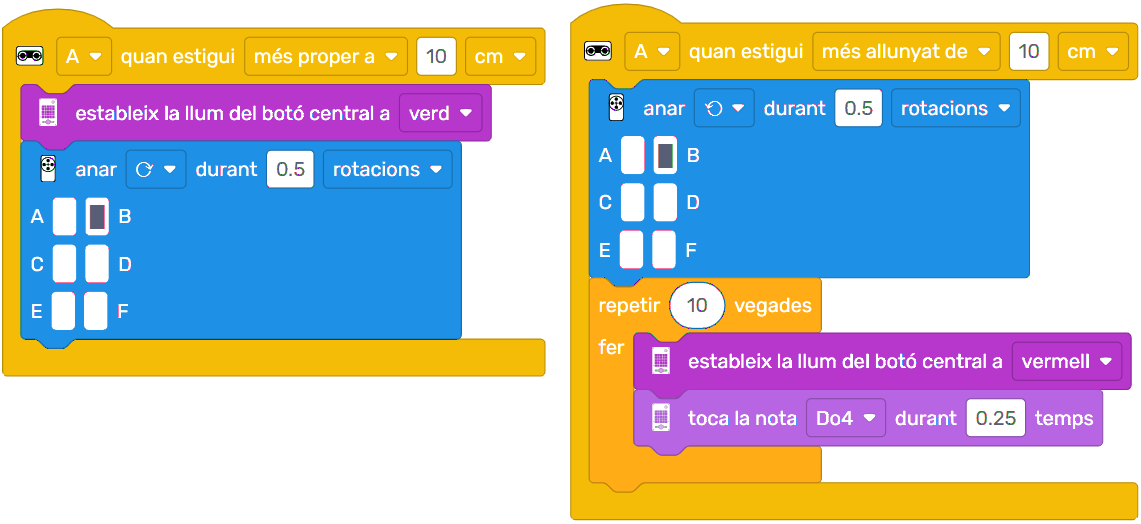 A quan estigui més proper a 10 cm
estableix la llum del botó central a verd
anar durant 0.5 rotacions
A B
C D
E F
A quan estigui més allunyat de 10 cm
anar durant 0.5 rotacions
A B
C D
E F
repetir 10 vegades
fer
estableix la llum del botó central a vermell
toca la nota Do4 durant 0.25 temps